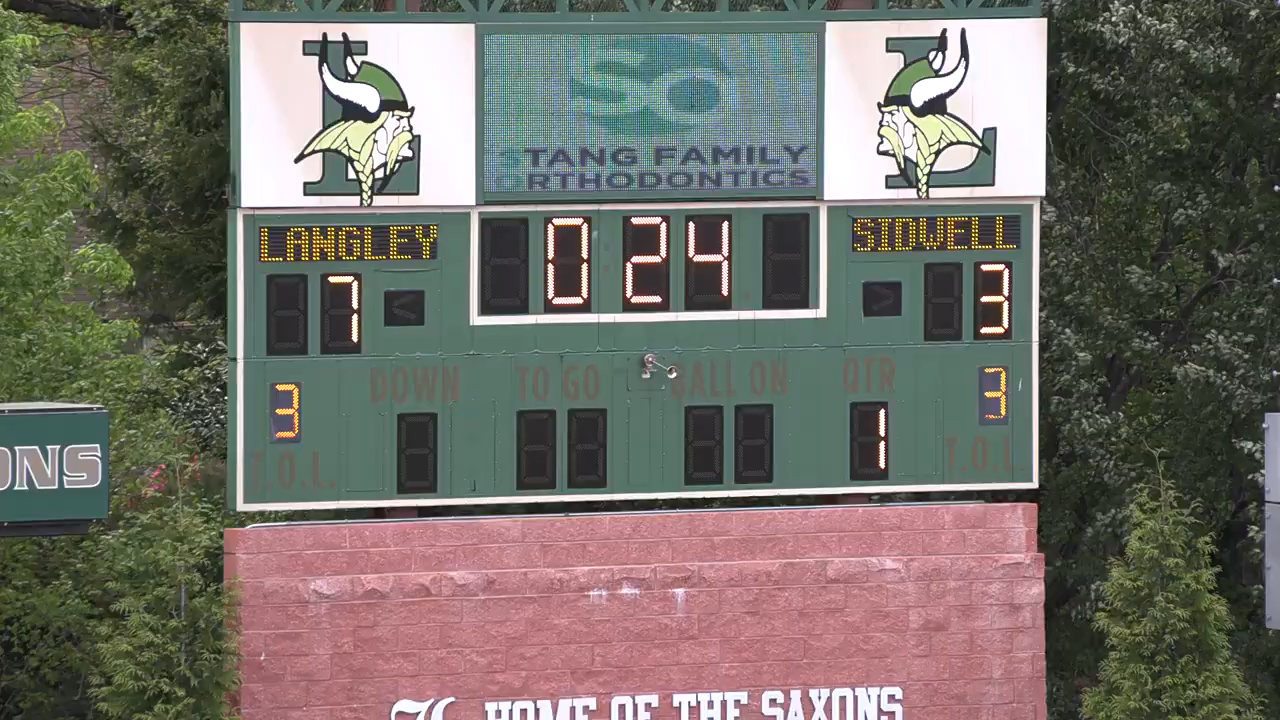 L L
TANG FAMILY
RTHODONTICS
LANGLEY 0 24 SIDWELL
7 < > 3
DOWN TO GO BALL ON QTR
3 1 3
T.O.L. T.O.L.
ONS
L HOME OF THE SAXONS